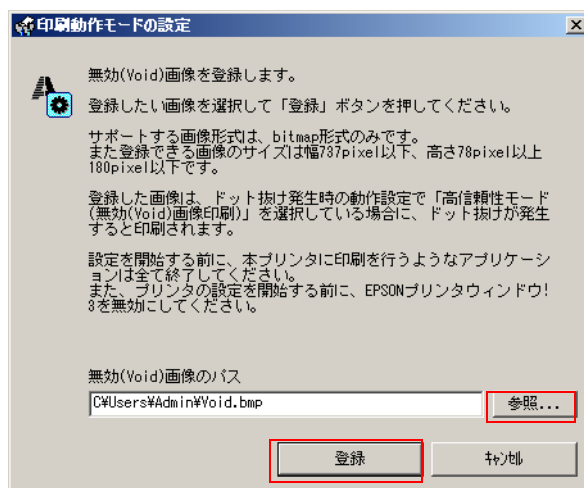 印刷動作モードの設定
無効(Void)画像を登録します。
登録したい画像を選択して「登録」ボタンを押してください。
サポートする画像形式は、bitmap形式のみです。
また登録できる画像のサイズは幅737pixel以下、高さ78pixel以上
180pixel以下です。
登録した画像は、ドット抜け発生時の動作設定で「高信頼性モード
(無効(Void)画像印刷)」を選択している場合に、ドット抜けが発生
すると印刷されます。
設定を開始する前に、本プリンタに印刷を行うようなアプリケーシ
ョンは全て終了してください。
また、プリンタの設定を開始する前に、EPSONプリンタウィンドウ!
3を無効にしてください。
無効(Void)画像のパス
C¥Users¥Admin¥Void.bmp
参照...
登録
キャンセル